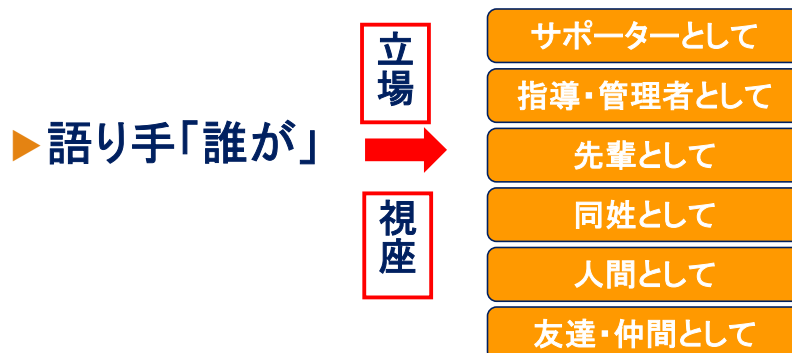 ▶語り手「誰が」
立場
視座
サポーターとして
指導・管理者として
先輩として
同姓として
人間として
友達・仲間として